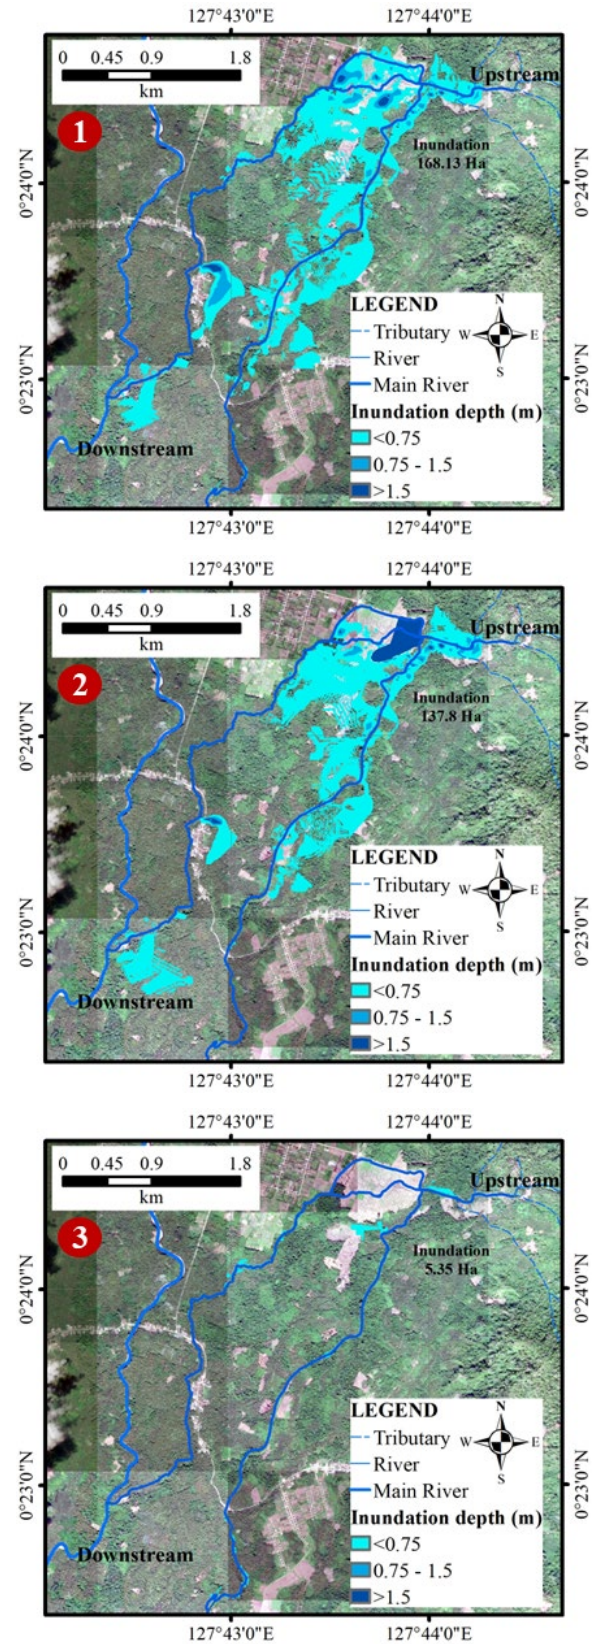 127°43'0"E 127°44'0"E
0 0.45 0.9 1.8
km
Upstream
1
Inundation
168.13 Ha
0°24'0"N 0°24'0"N
LEGEND
Tributary
River
Main River
N
W E
S
Inundation depth (m)
<0.75
0.75 - 1.5
>1.5
0°23'0"N 0°23'0"N
Downstream
127°43'0"E 127°44'0"E
127°43'0"E 127°44'0"E
0 0.45 0.9 1.8
km
Upstream
2
Inundation
137.8 Ha
0°24'0"N 0°24'0"N
LEGEND
Tributary
River
Main River
N
W E
S
Inundation depth (m)
<0.75
0.75 - 1.5
>1.5
0°23'0"N 0°23'0"N
Downstream
127°43'0"E 127°44'0"E
127°43'0"E 127°44'0"E
0 0.45 0.9 1.8
km
Upstream
3
Inundation
5.35 Ha
0°24'0"N 0°24'0"N
LEGEND
Tributary
River
Main River
N
W E
S
Inundation depth (m)
<0.75
0.75 - 1.5
>1.5
0°23'0"N 0°23'0"N
Downstream
127°43'0"E 127°44'0"E